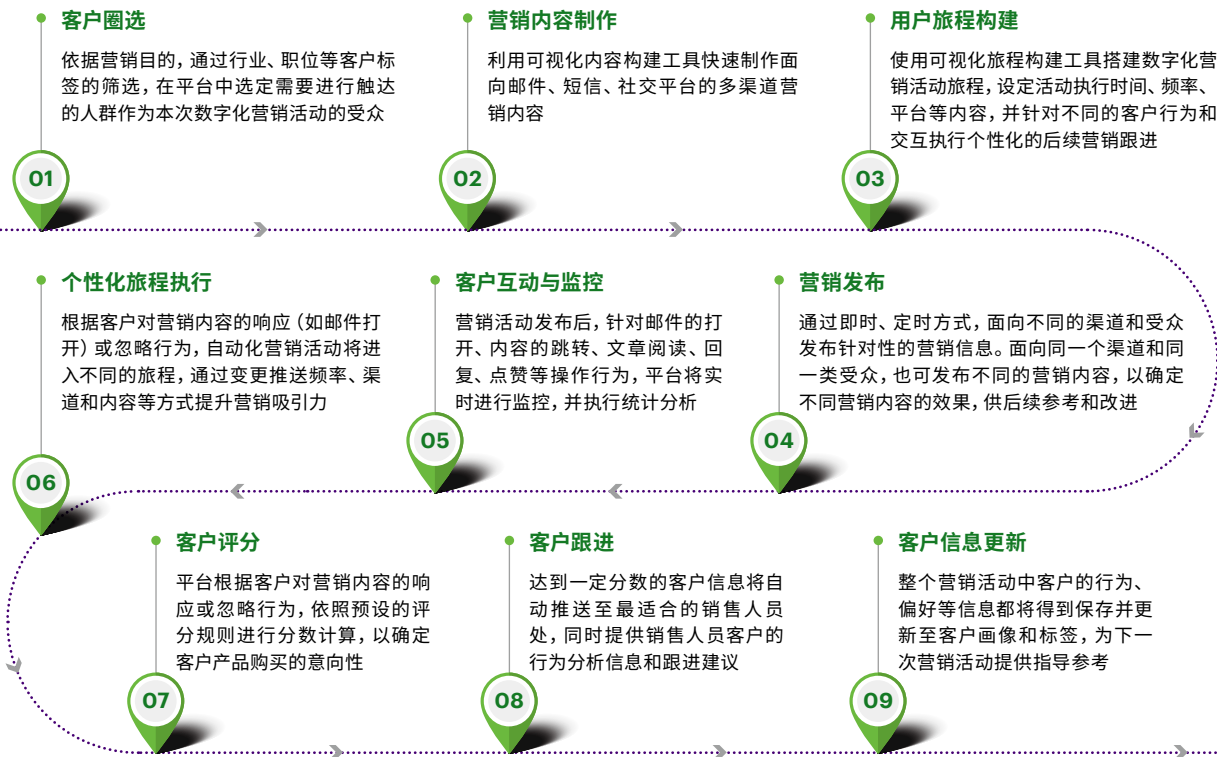 客户圈选
依据营销目的，通过行业、职位等客户标
签的筛选，在平台中选定需要进行触达
的人群作为本次数字化营销活动的受众
01
营销内容制作
利用可视化内容构建工具快速制作面
向邮件、短信、社交平台的多渠道营
销内容
02
用户旅程构建
使用可视化旅程构建工具搭建数字化营
销活动旅程，设定活动执行时间、频率、
平台等内容，并针对不同的客户行为和
交互执行个性化的后续营销跟进
03
营销发布
通过即时、定时方式，面向不同的渠道和受众
发布针对性的营销信息。面向同一个渠道和同
一类受众，也可发布不同的营销内容，以确定
不同营销内容的效果，供后续参考和改进
04
客户互动与监控
营销活动发布后，针对邮件的打
开、内容的跳转、文章阅读、回
复、点赞等操作行为，平台将实
时进行监控，并执行统计分析
05
个性化旅程执行
根据客户对营销内容的响应（如邮件打
开）或忽略行为，自动化营销活动将进
入不同的旅程，通过变更推送频率、渠
道和内容等方式提升营销吸引力
06
客户评分
平台根据客户对营销内容的响
应或忽略行为，依照预设的评
分规则进行分数计算，以确定
客户产品购买的意向性
07
客户跟进
达到一定分数的客户信息将自
动推送至最适合的销售人员
处，同时提供销售人员客户的
行为分析信息和跟进建议
08
客户信息更新
整个营销活动中客户的行为、
偏好等信息都将得到保存并更
新至客户画像和标签，为下一
次营销活动提供指导参考
09